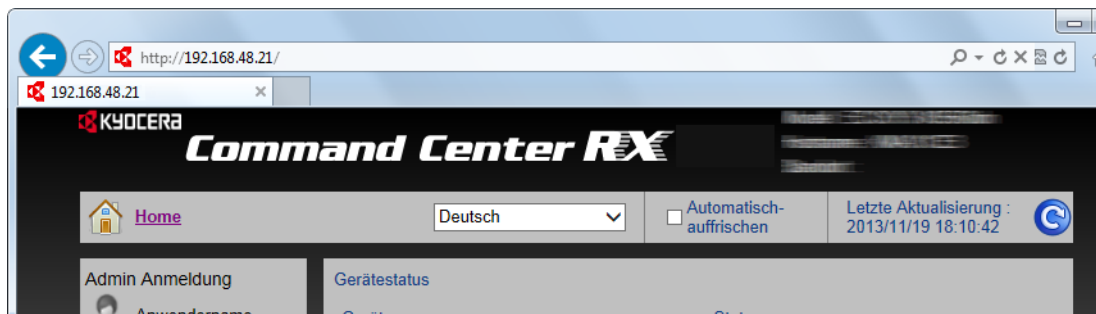 http://192.168.48.21/
192.168.48.21
KYOCERA
Command Center RX
Home
Deutsch
Automatisch-
auffrischen
Letzte Aktualisierung :
2013/11/19 18:10:42
Admin Anmeldung
Gerätestatus
Anwendername